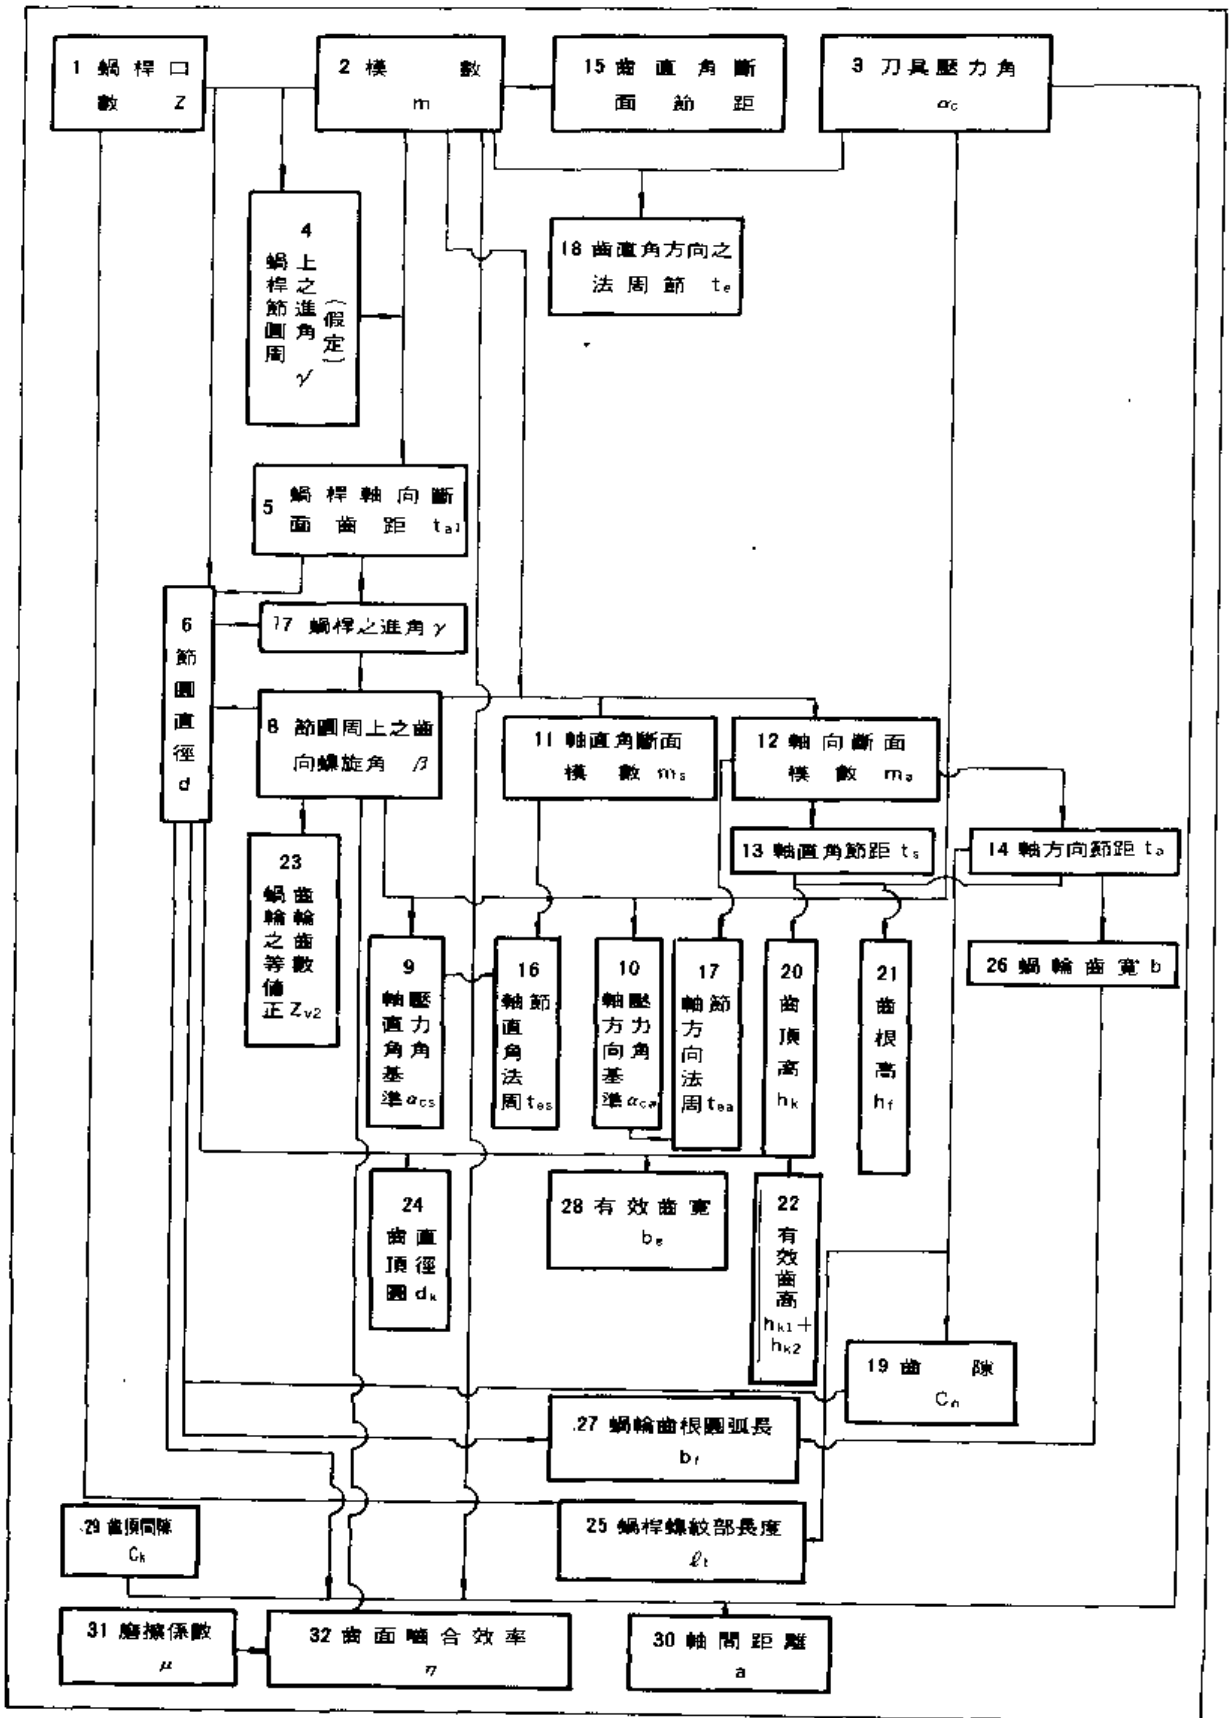 1 蝸桿口
數 Z
2 模 數
m
15 齒直角斷
面節距
3 刀具壓力角
αc
4
蝸桿節圓周
上之進角
(假定)
γ′
18 齒直角方向之
法周節 te
5 蝸桿軸向斷
面齒距 ta1
6
節
圓
直
徑
d
17 蝸桿之進角 γ
8 節圓周上之齒
向螺旋角 β
11 軸直角斷面
模數 ms
12 軸向斷面
模數 ma
13 軸直角節距 ts
14 軸方向節距 ta
23
蝸輪之等值正
齒輪齒數
Zv2
9
軸直角基準
壓力角
αcs
16
軸直角法周
節
tes
10
軸方向基準
壓力角
αca
17
軸方向法周
節
tea
20
齒
頂
高
hk
21
齒
根
高
hf
26 蝸輪齒寬 b
24
齒頂圓
直徑
dk
28 有效齒寬
be
22
有
效
齒
高
hk1+
hk2
19 齒 隙
Cn
27 蝸輪齒根圓弧長
bf
29 齒頂間隙
Ck
25 蝸桿螺紋部長度
ℓt
31 磨擦係數
μ
32 齒面嚙合效率
η
30 軸間距離
a